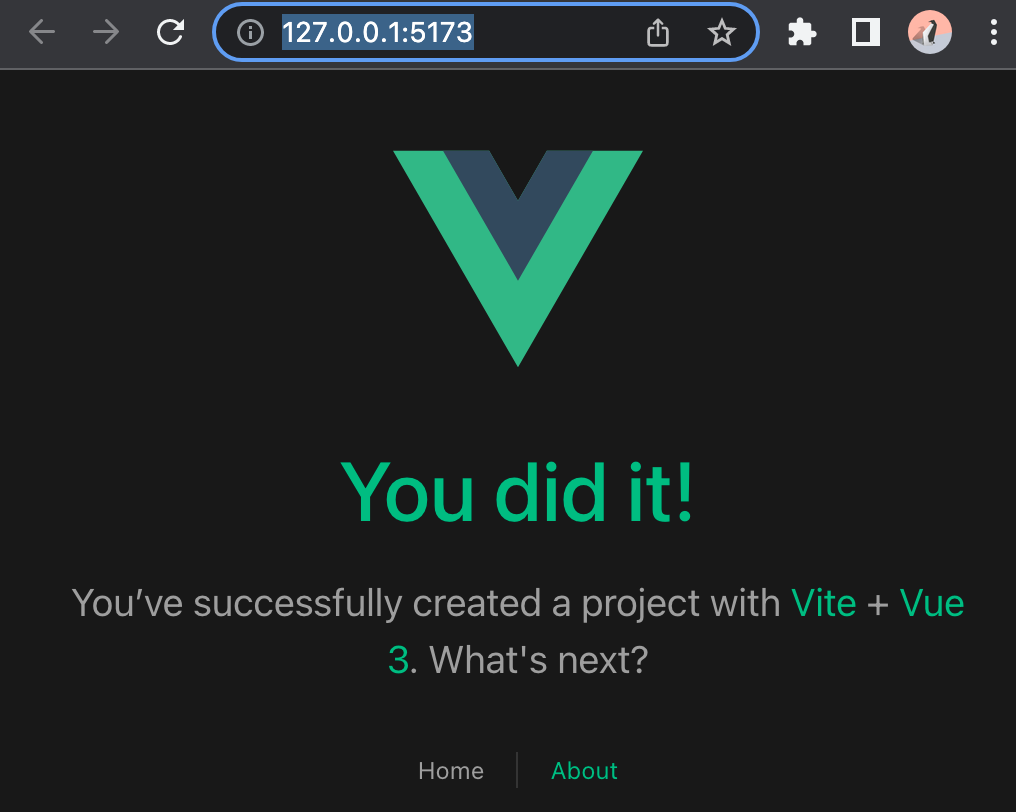 127.0.0.1:5173
You did it!
You’ve successfully created a project with Vite + Vue
3. What's next?
Home
About